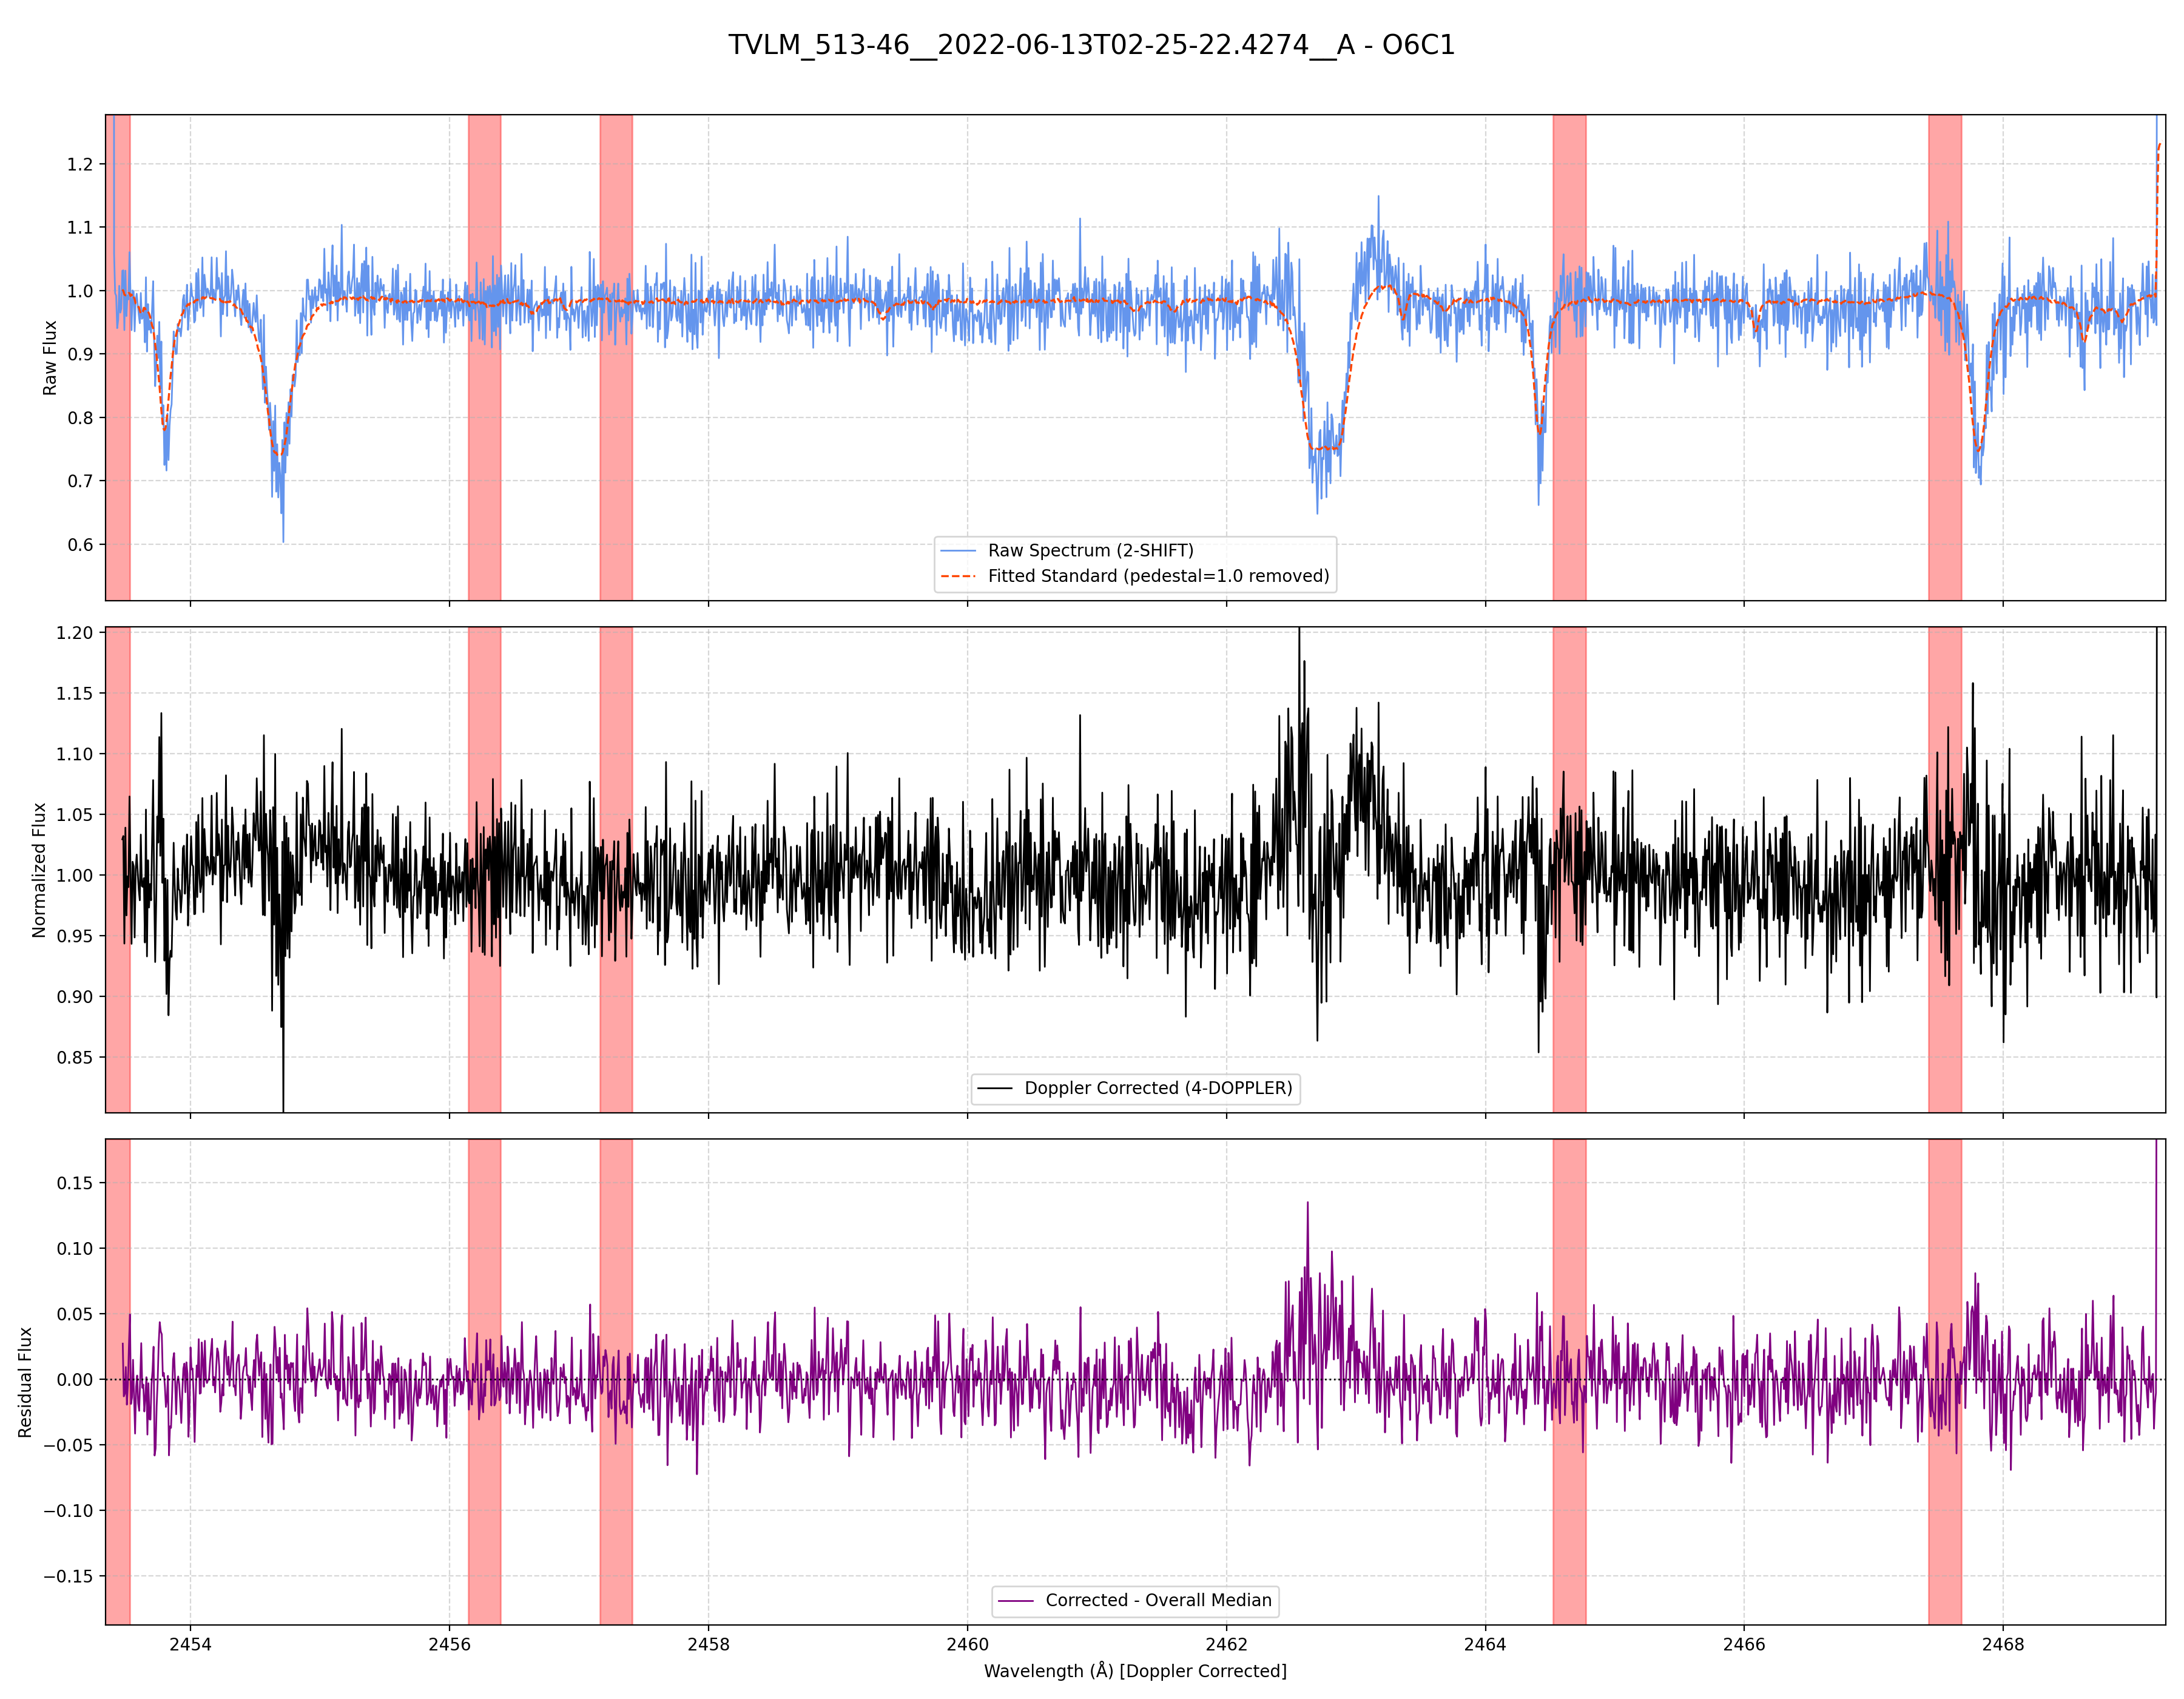 TVLM_513-46__2022-06-13T02-25-22.4274__A - O6C1
1.2
1.1
1.0
0.9
0.8
0.7
0.6
Raw Flux
Raw Spectrum (2-SHIFT)
Fitted Standard (pedestal=1.0 removed)
1.20
1.15
1.10
1.05
1.00
0.95
0.90
0.85
Normalized Flux
Doppler Corrected (4-DOPPLER)
0.15
0.10
0.05
0.00
−0.05
−0.10
−0.15
Residual Flux
Corrected - Overall Median
2454 2456 2458 2460 2462 2464 2466 2468
Wavelength (Å) [Doppler Corrected]